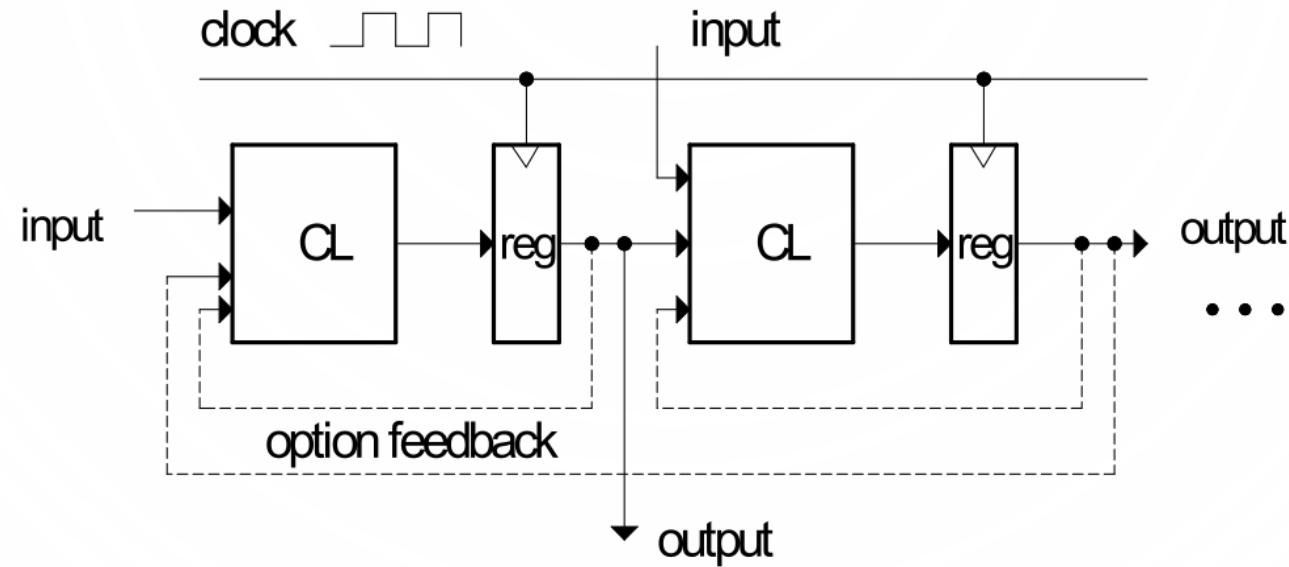 clock
input
input
CL
reg
CL
reg
output
option feedback
output